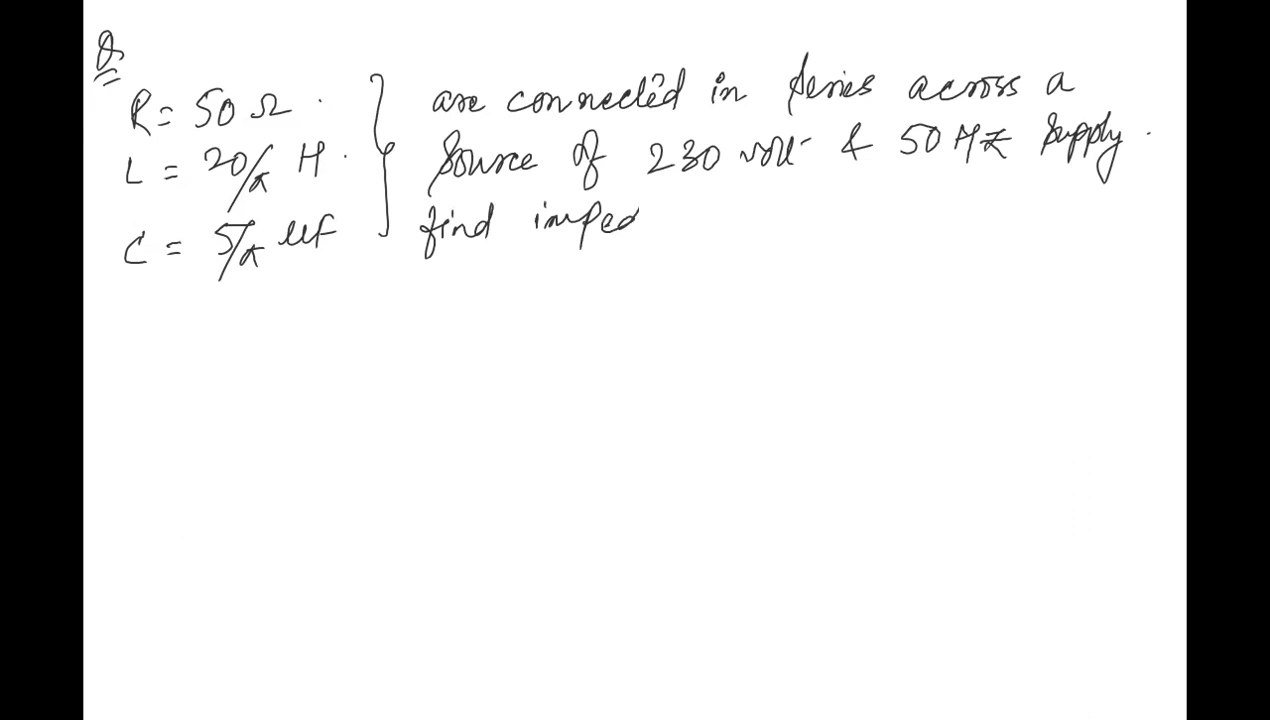 Q.
R = 50 Ω . } are connected in series across a
L = 20/π H . source of 230 volt & 50 Hz supply .
C = 5/π μf find imped